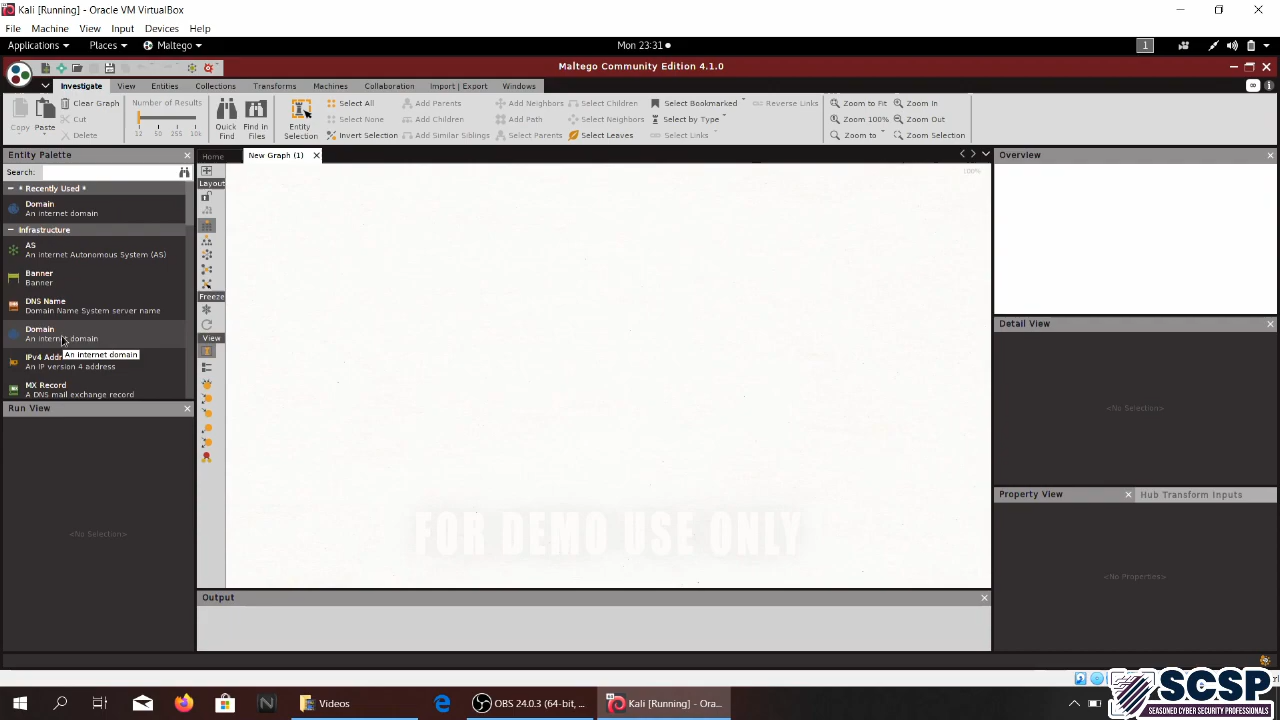 Kali [Running] - Oracle VM VirtualBox
File Machine View Input Devices Help
Applications Places Maltego Mon 23:31 1
Maltego Community Edition 4.1.0
Investigate View Entities Collections Transforms Machines Collaboration Import | Export Windows
Copy Paste Clear Graph Cut Delete
Number of Results
12 50 255 10k
Quick Find
Find in Files
Entity Selection
Select All Add Parents Add Neighbors Select Children Select Bookmarked Reverse Links Zoom to Fit Zoom In
Select None Add Children Add Path Select Neighbors Select by Type Zoom 100% Zoom Out
Invert Selection Add Similar Siblings Select Parents Select Leaves Select Links Zoom to Zoom Selection
Entity Palette
Search:
* Recently Used *
Domain
An internet domain
Infrastructure
AS
An internet Autonomous System (AS)
Banner
Banner
DNS Name
Domain Name System server name
Domain
An internet domain
An internet domain
IPv4 Addr
An IP version 4 address
MX Record
A DNS mail exchange record
Run View
<No Selection>
Home New Graph (1)
100%
Layout
Freeze
View
FOR DEMO USE ONLY
Output
Overview
Detail View
<No Selection>
Property View Hub Transform Inputs
<No Properties>
Videos
OBS 24.0.3 (64-bit, ...
Kali [Running] - Ora...
SCSP
SEASONED CYBER SECURITY PROFESSIONALS